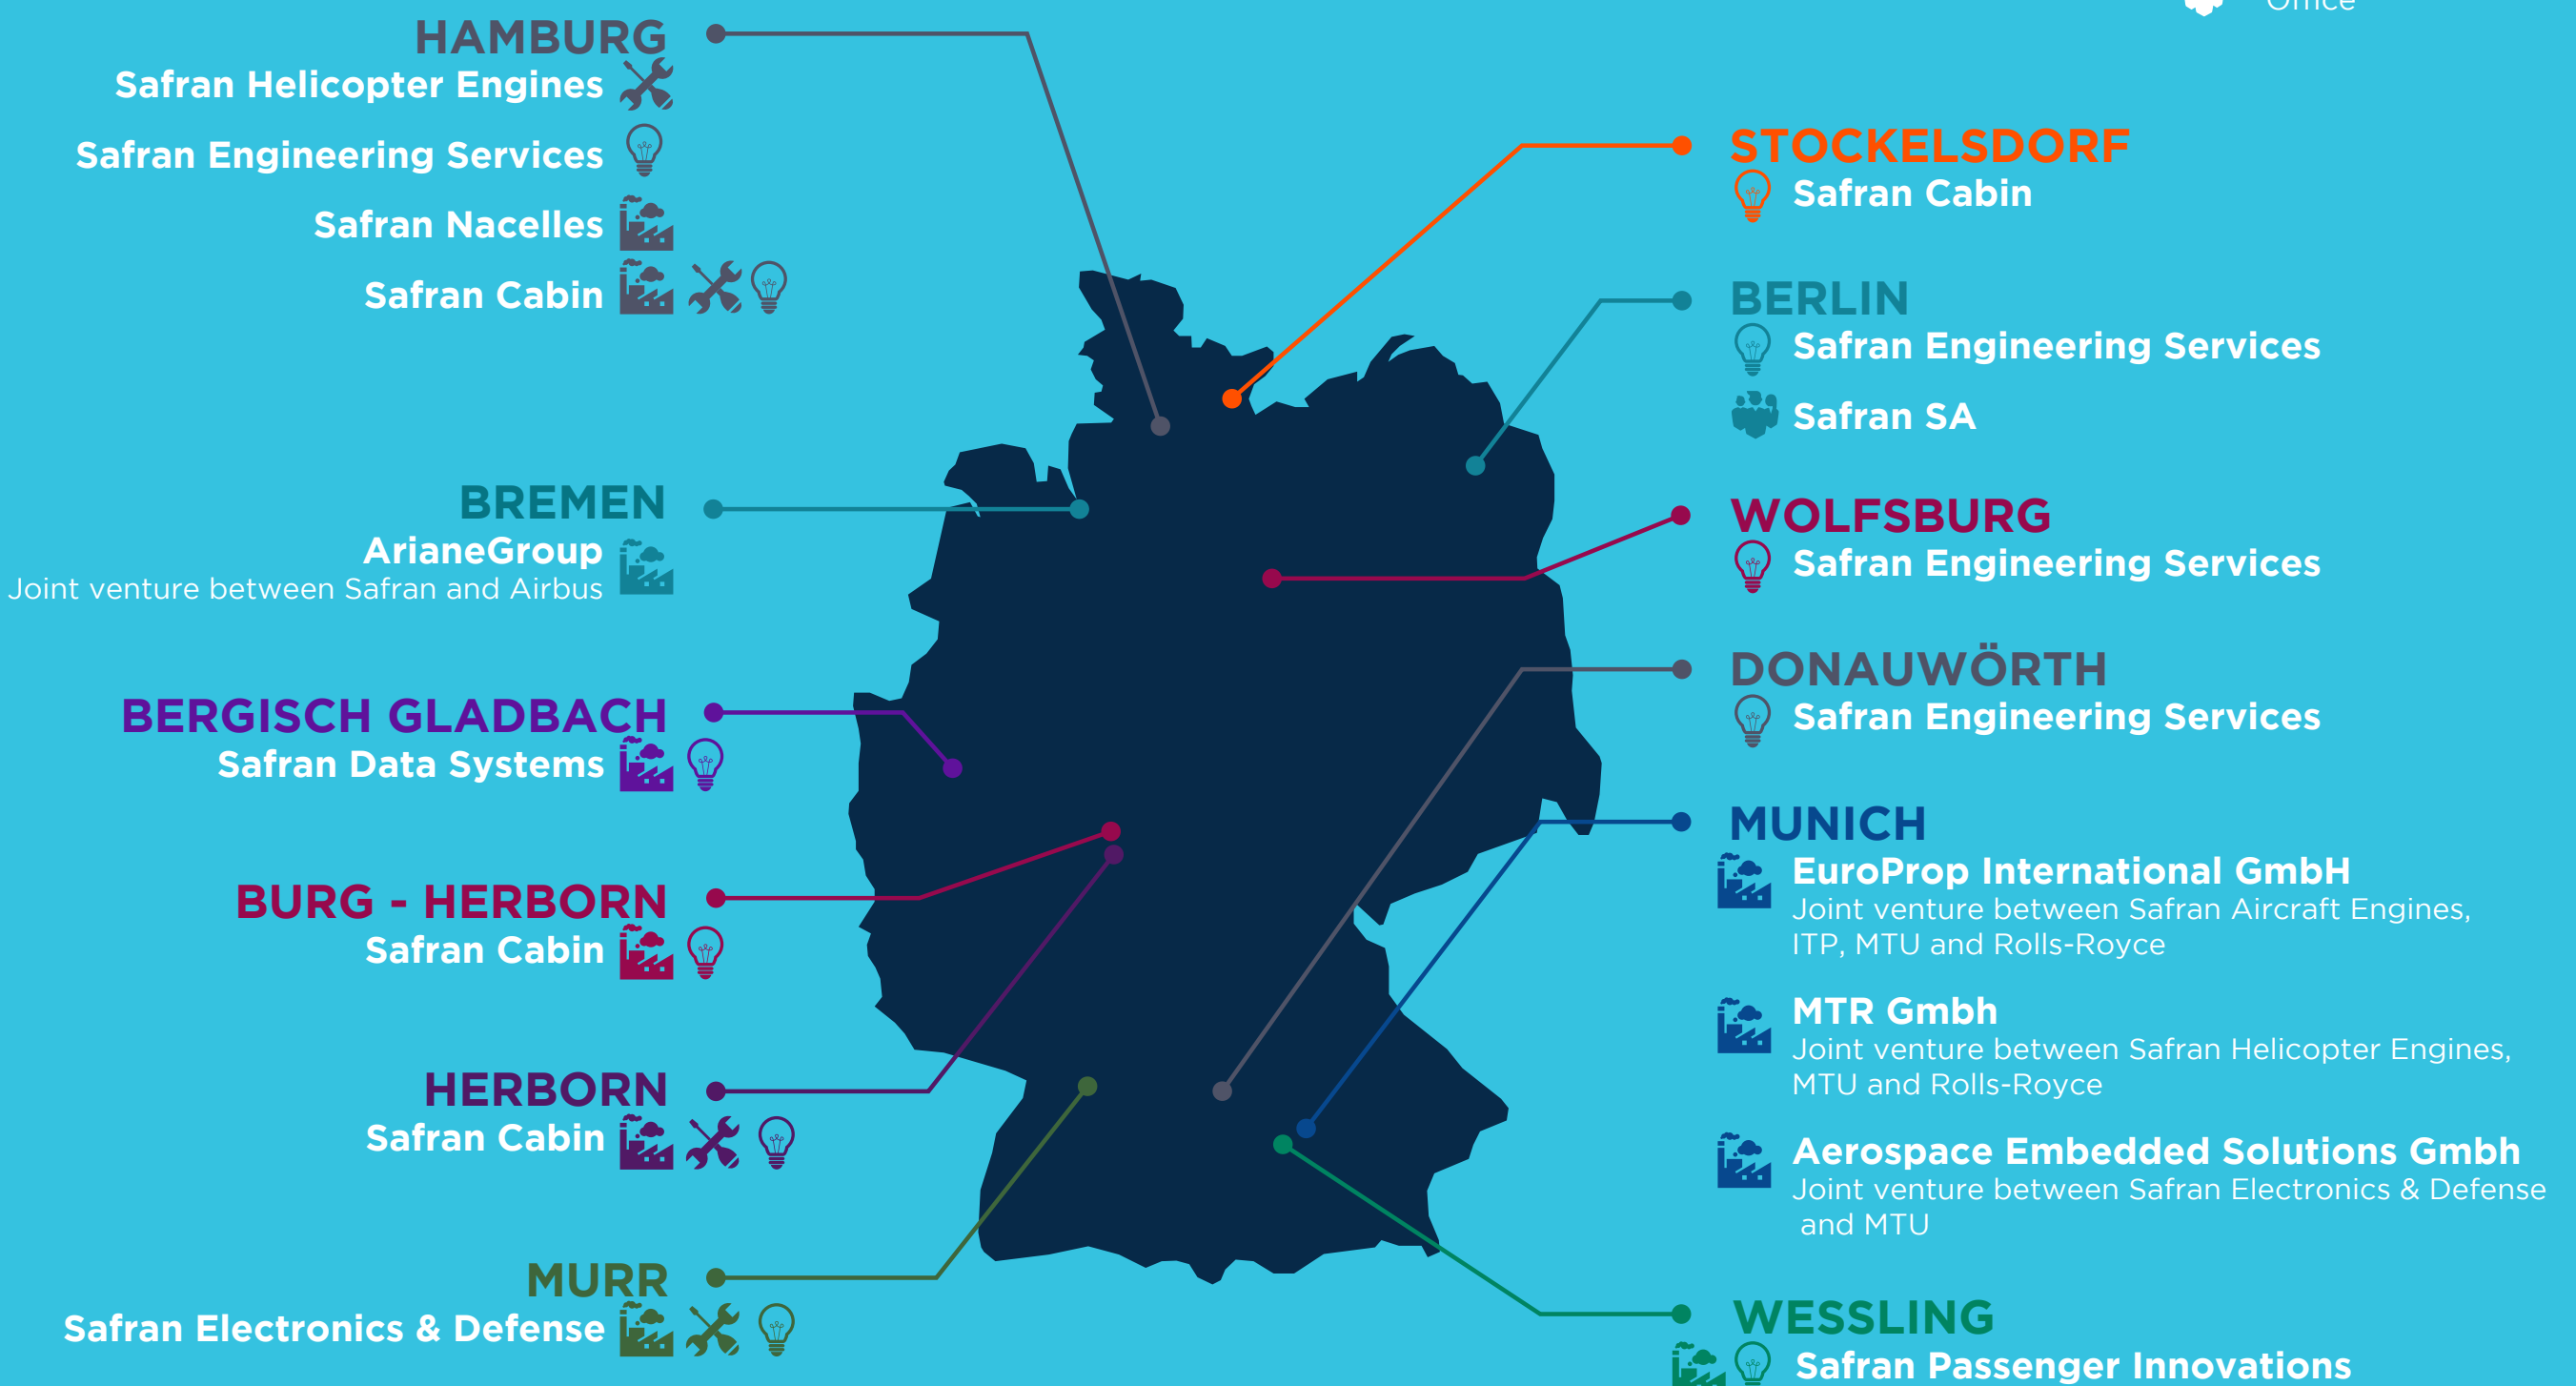 Office
HAMBURG
Safran Helicopter Engines
Safran Engineering Services
Safran Nacelles
Safran Cabin
BREMEN
ArianeGroup
Joint venture between Safran and Airbus
BERGISCH GLADBACH
Safran Data Systems
BURG - HERBORN
Safran Cabin
HERBORN
Safran Cabin
MURR
Safran Electronics & Defense
STOCKELSDORF
Safran Cabin
BERLIN
Safran Engineering Services
Safran SA
WOLFSBURG
Safran Engineering Services
DONAUWÖRTH
Safran Engineering Services
MUNICH
EuroProp International GmbH
Joint venture between Safran Aircraft Engines,
ITP, MTU and Rolls-Royce
MTR Gmbh
Joint venture between Safran Helicopter Engines,
MTU and Rolls-Royce
Aerospace Embedded Solutions Gmbh
Joint venture between Safran Electronics & Defense
and MTU
WESSLING
Safran Passenger Innovations